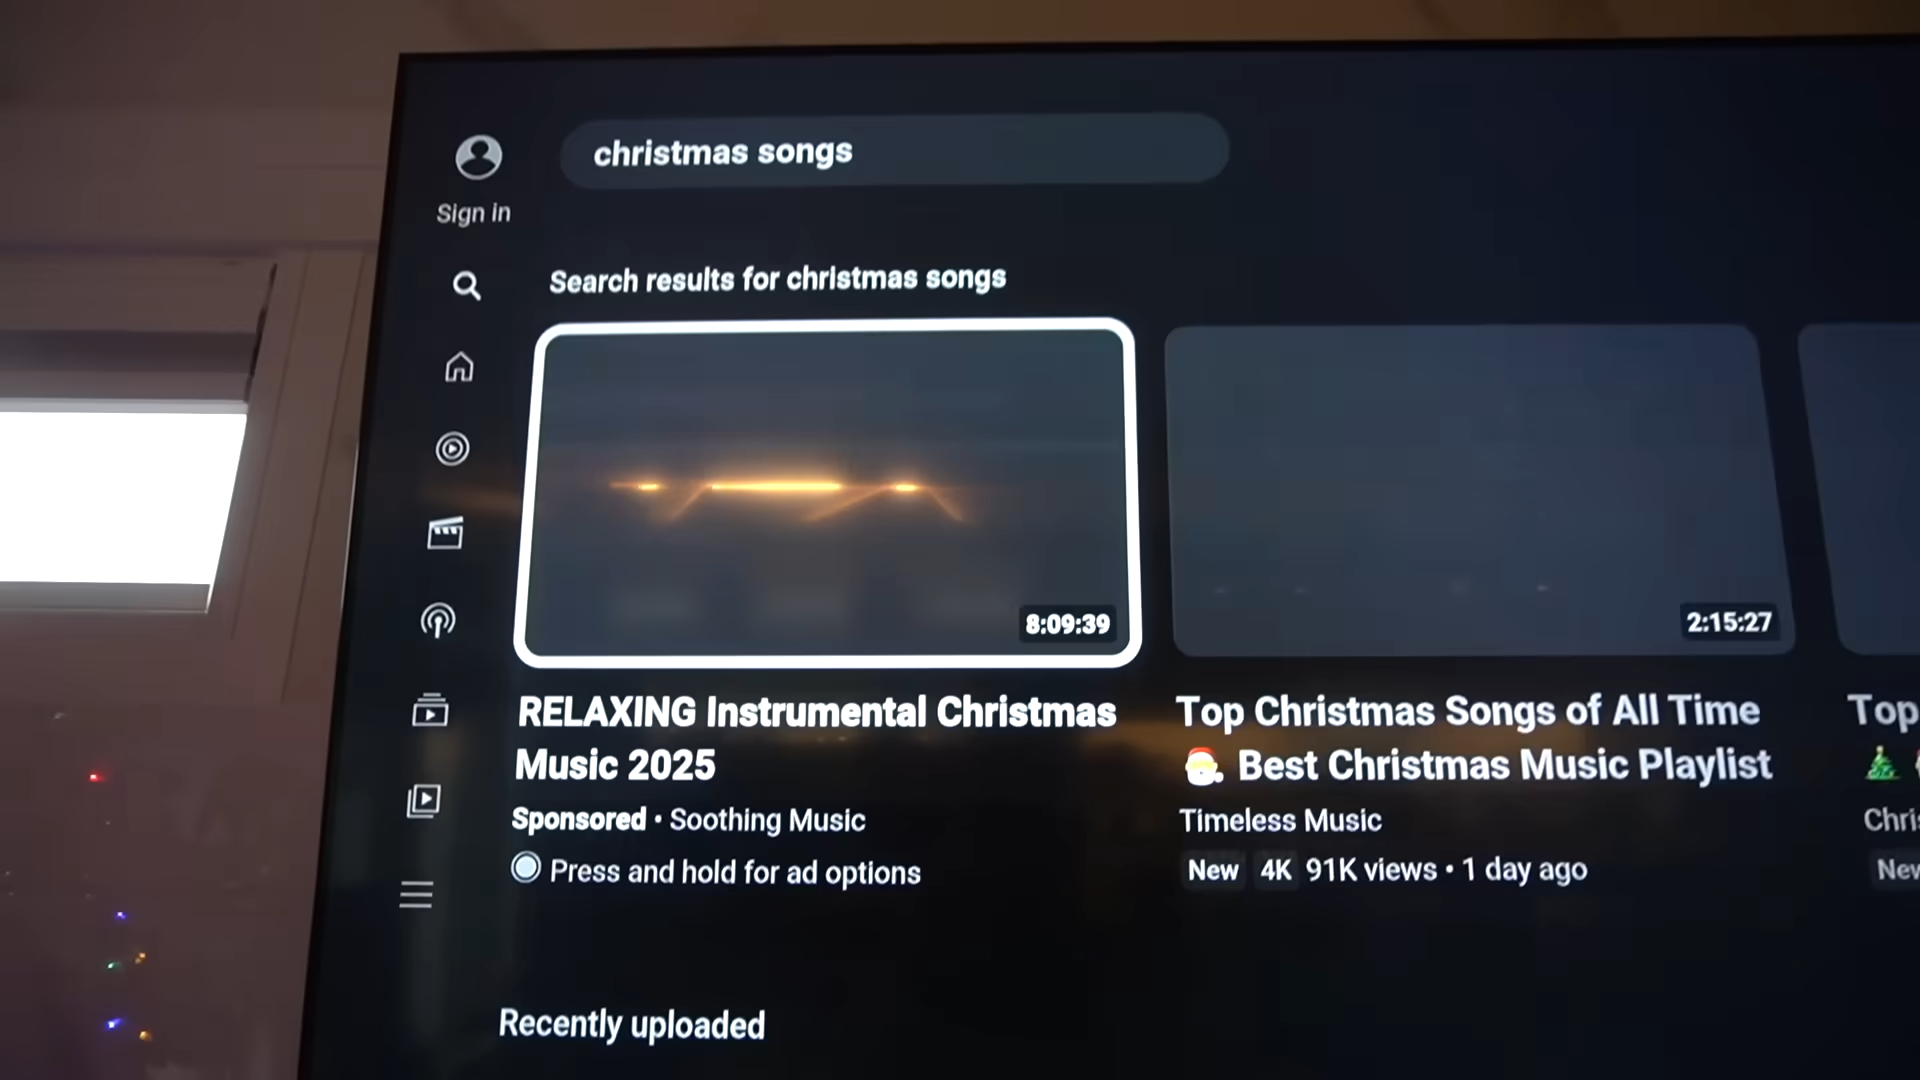 christmas songs
Sign in
Search results for christmas songs
8:09:39
2:15:27
RELAXING Instrumental Christmas
Music 2025
Sponsored • Soothing Music
Press and hold for ad options
Top Christmas Songs of All Time
🎅 Best Christmas Music Playlist
Timeless Music
New 4K 91K views • 1 day ago
Top
🎄
Recently uploaded